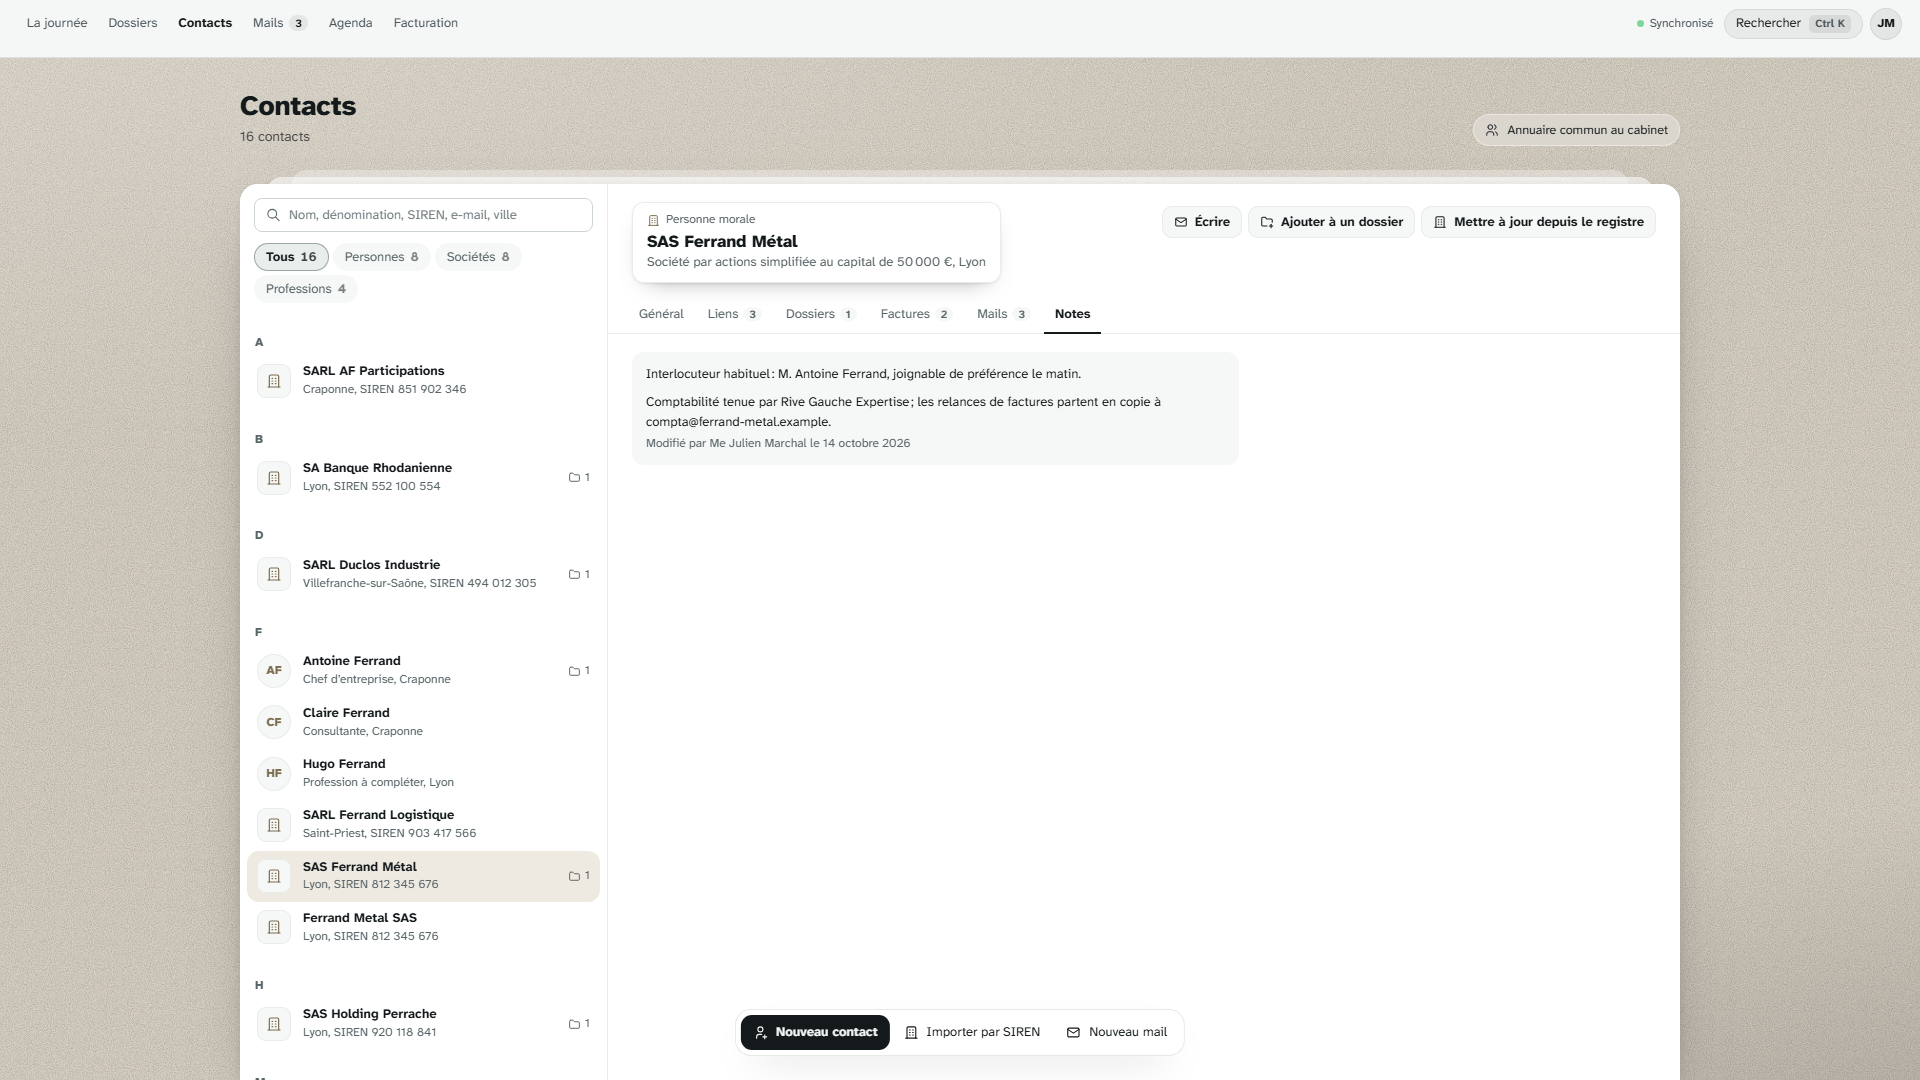 La journée
Dossiers
Contacts
Mails 3
Agenda
Facturation
Synchronisé
Rechercher Ctrl K
JM
Contacts
16 contacts
Annuaire commun au cabinet
Nom, dénomination, SIREN, e-mail, ville
Tous 16
Personnes 8
Sociétés 8
Professions 4
A
SARL AF Participations
Craponne, SIREN 851 902 346
B
SA Banque Rhodanienne
Lyon, SIREN 552 100 554
1
D
SARL Duclos Industrie
Villefranche-sur-Saône, SIREN 494 012 305
1
F
AF
Antoine Ferrand
Chef d'entreprise, Craponne
1
CF
Claire Ferrand
Consultante, Craponne
HF
Hugo Ferrand
Profession à compléter, Lyon
SARL Ferrand Logistique
Saint-Priest, SIREN 903 417 566
SAS Ferrand Métal
Lyon, SIREN 812 345 676
1
Ferrand Metal SAS
Lyon, SIREN 812 345 676
H
SAS Holding Perrache
Lyon, SIREN 920 118 841
1
Personne morale
SAS Ferrand Métal
Société par actions simplifiée au capital de 50 000 €, Lyon
Écrire
Ajouter à un dossier
Mettre à jour depuis le registre
Général
Liens 3
Dossiers 1
Factures 2
Mails 3
Notes
Interlocuteur habituel : M. Antoine Ferrand, joignable de préférence le matin.
Comptabilité tenue par Rive Gauche Expertise ; les relances de factures partent en copie à
compta@ferrand-metal.example.
Modifié par Me Julien Marchal le 14 octobre 2026
Nouveau contact
Importer par SIREN
Nouveau mail